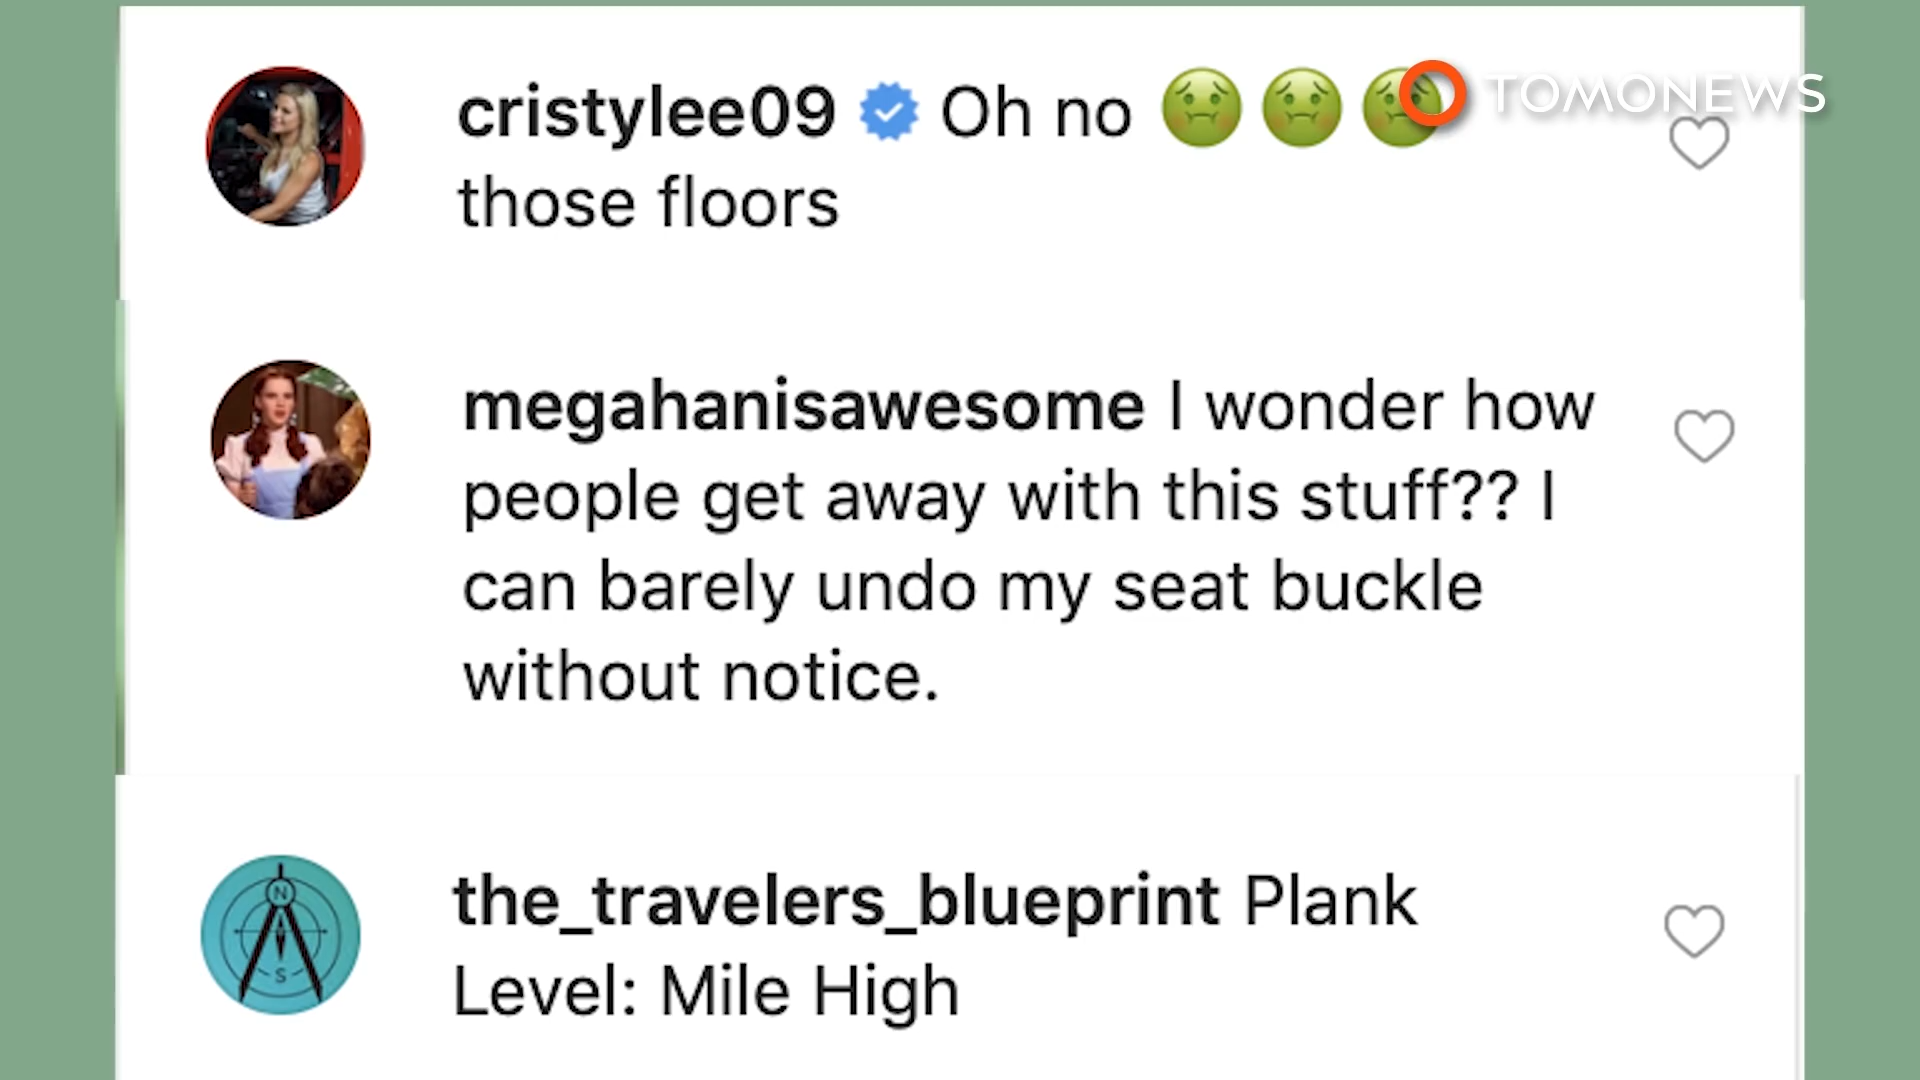 cristylee09 Oh no 🤢🤢🤢
TOMONEWS
those floors
megahanisawesome I wonder how
people get away with this stuff?? I
can barely undo my seat buckle
without notice.
the_travelers_blueprint Plank
Level: Mile High
N
S